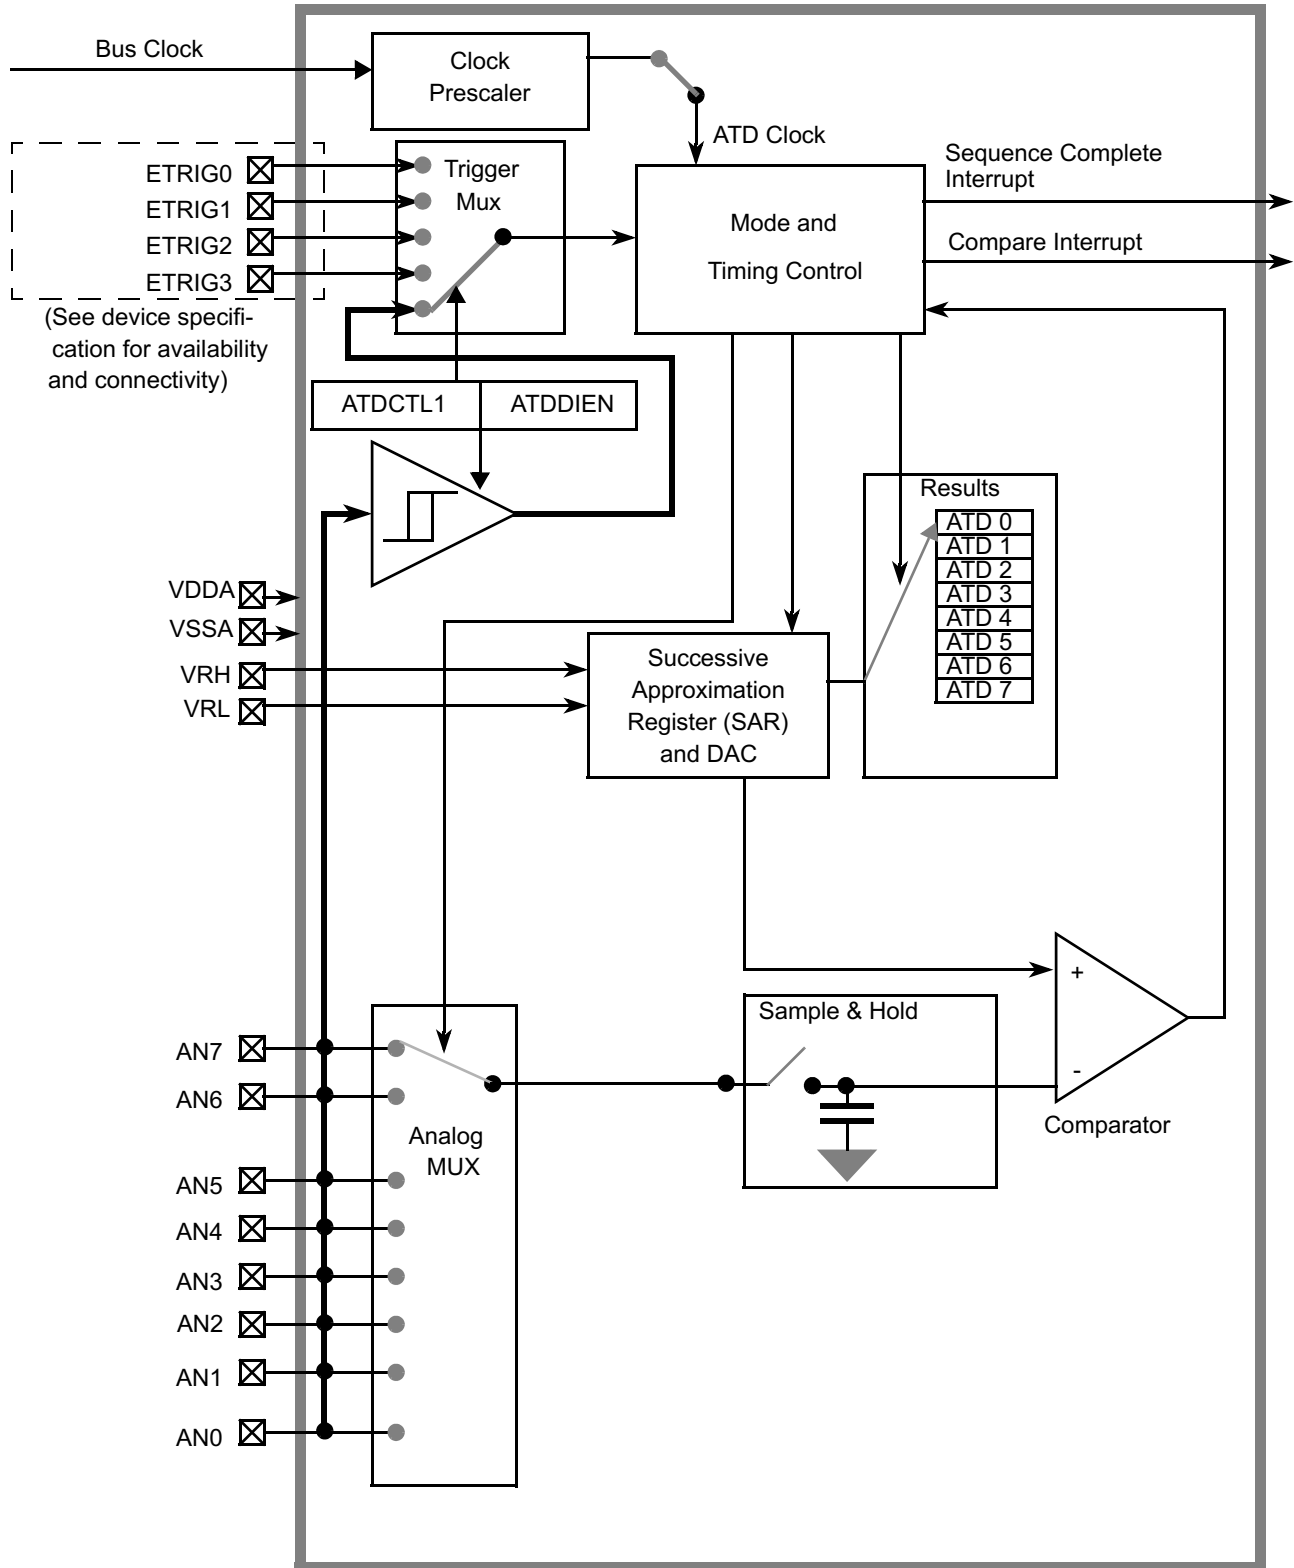 Bus Clock
Clock
Prescaler
ATD Clock
ETRIG0
ETRIG1
ETRIG2
ETRIG3
(See device specifi-
cation for availability
and connectivity)
Trigger
Mux
Mode and
Timing Control
Sequence Complete
Interrupt
Compare Interrupt
ATDCTL1
ATDDIEN
Results
ATD 0
ATD 1
ATD 2
ATD 3
ATD 4
ATD 5
ATD 6
ATD 7
VDDA
VSSA
VRH
VRL
Successive
Approximation
Register (SAR)
and DAC
+
-
Comparator
Sample & Hold
AN7
AN6
AN5
AN4
AN3
AN2
AN1
AN0
Analog
MUX